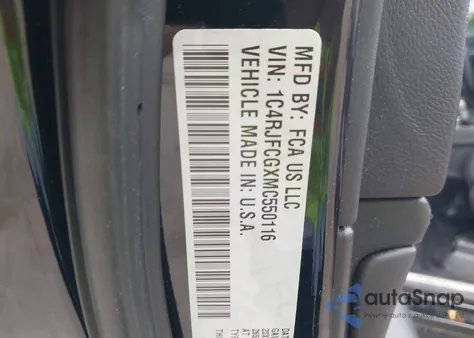 MFD BY: FCA US LLC
VIN: 1C4RJFCGXMC550116
VEHICLE MADE IN: U.S.A.
autoSnap